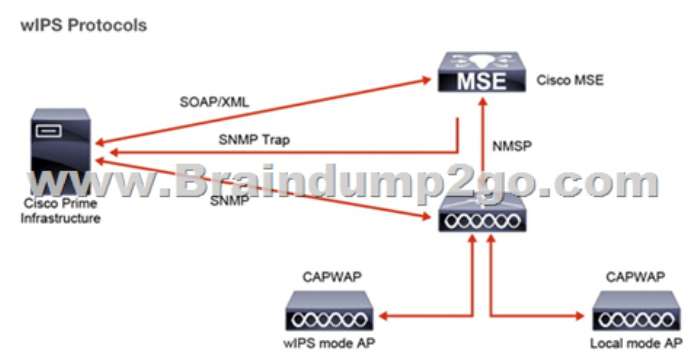 wIPS Protocols
MSE
Cisco MSE
SOAP/XML
SNMP Trap
NMSP
www.Braindump2go.com
Cisco Prime
Infrastructure
SNMP
CAPWAP
CAPWAP
wIPS mode AP
Local mode AP